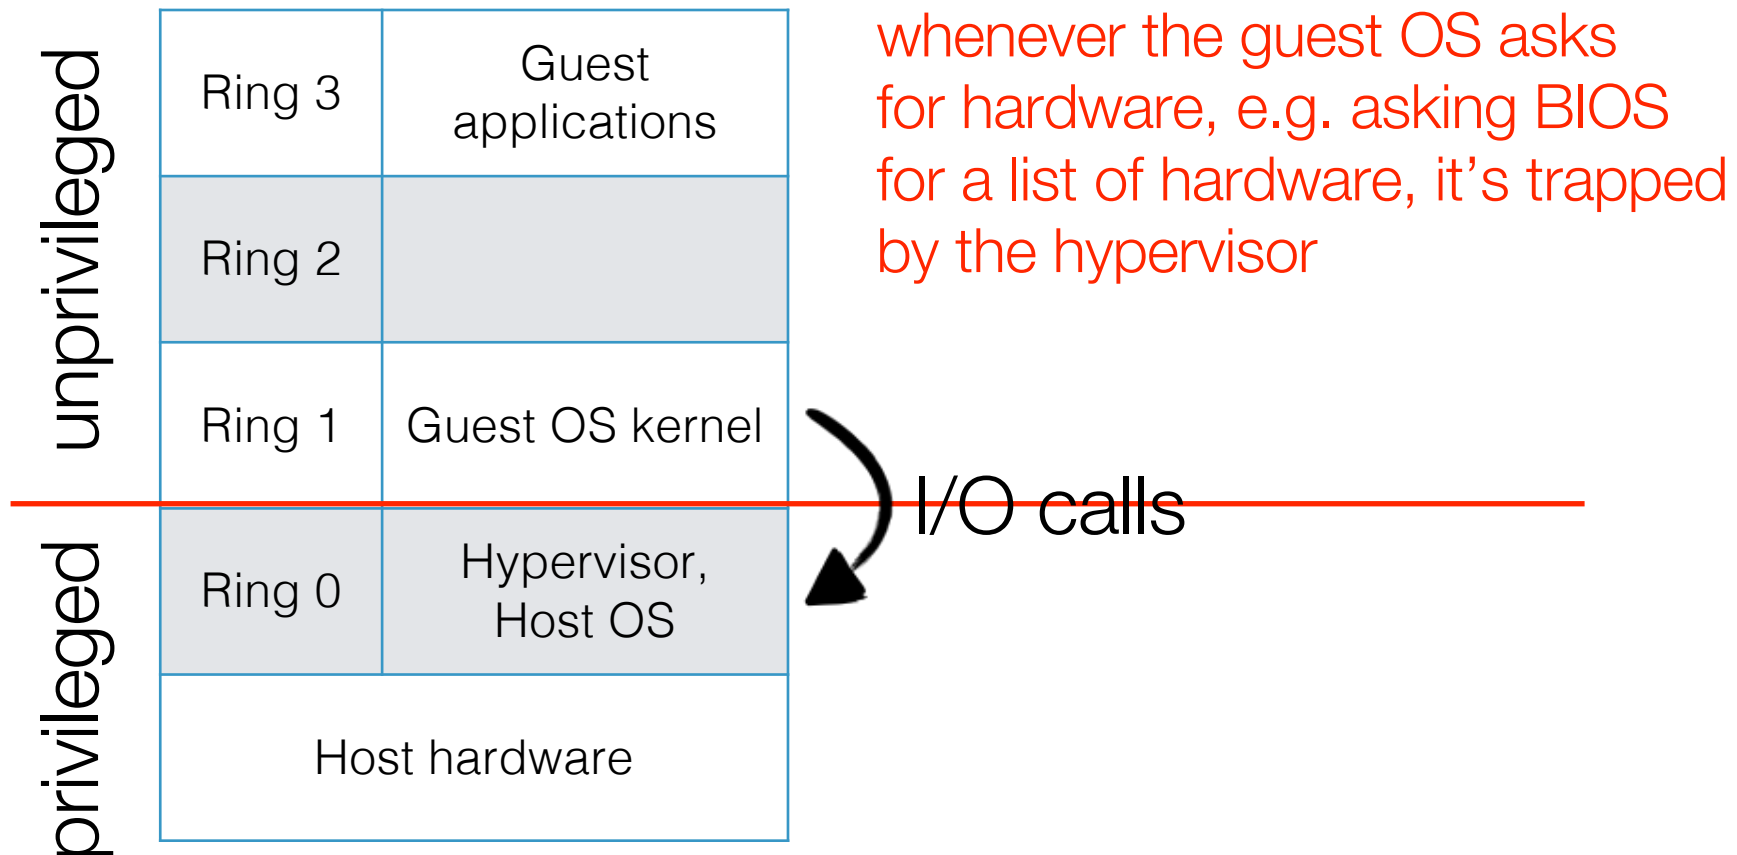 unprivileged
Ring 3
Guest
applications
Ring 2
Ring 1
Guest OS kernel
privileged
Ring 0
Hypervisor,
Host OS
Host hardware
whenever the guest OS asks
for hardware, e.g. asking BIOS
for a list of hardware, it’s trapped
by the hypervisor
I/O calls